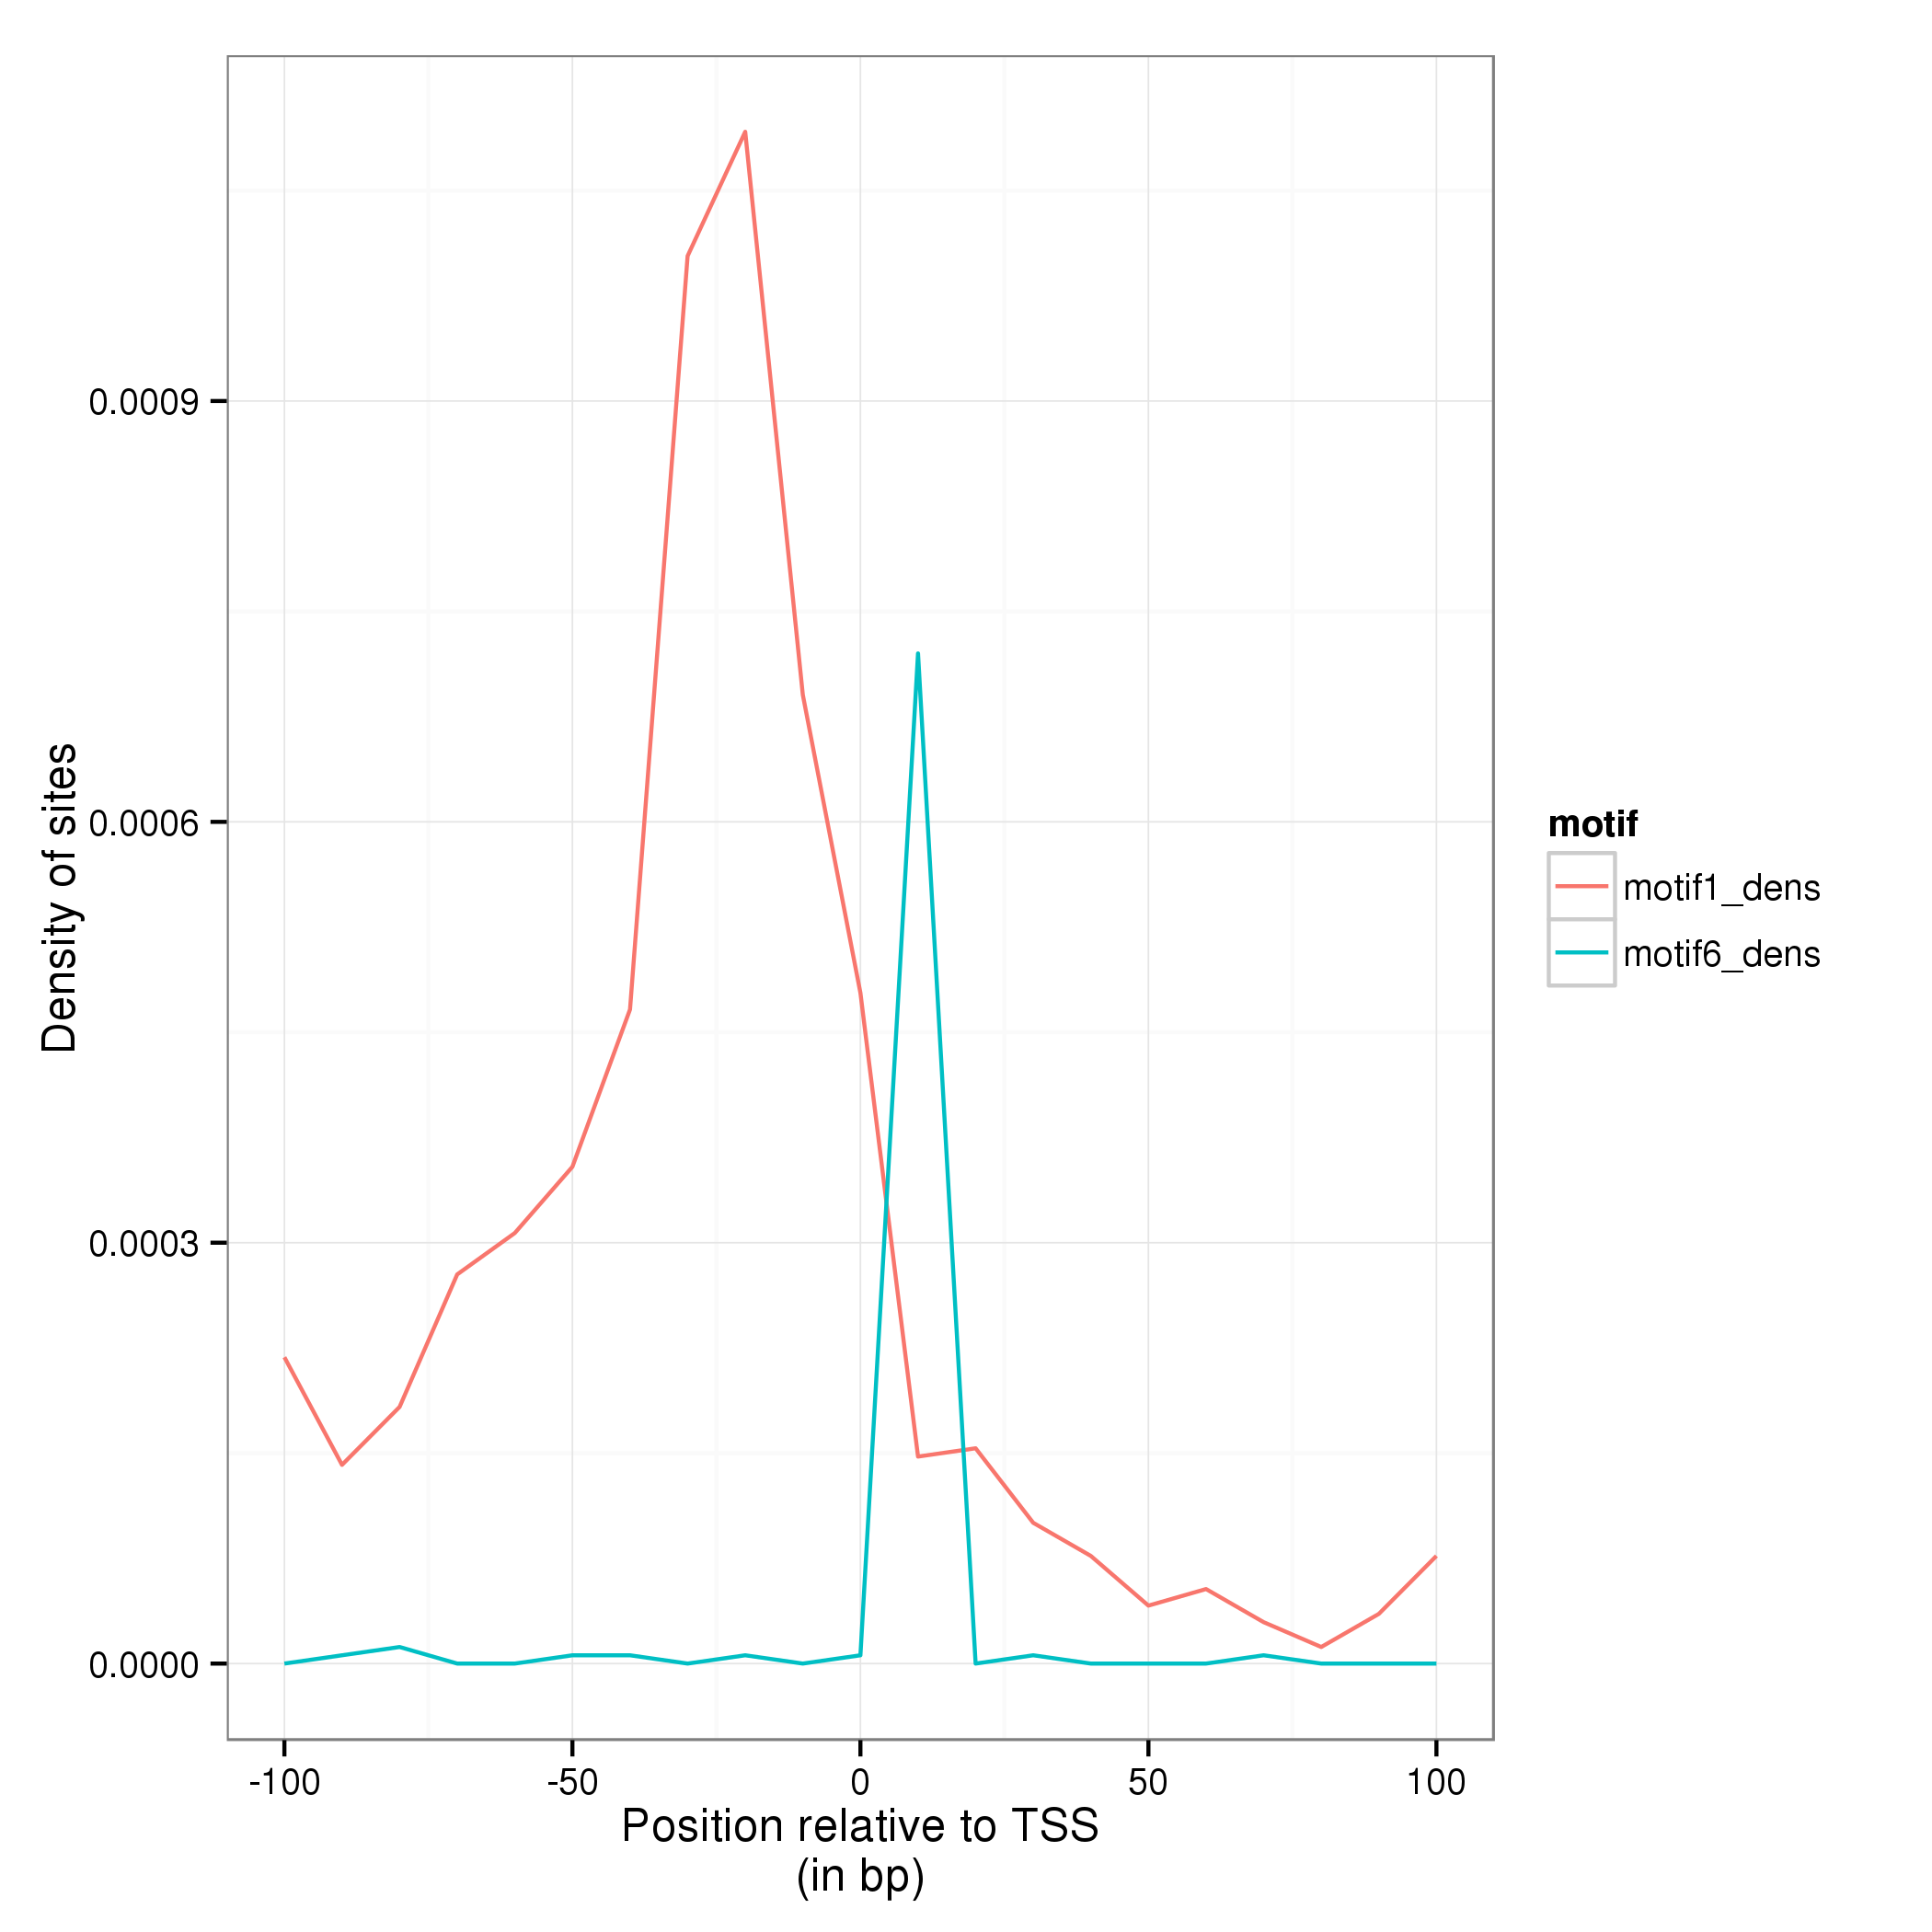 Density of sites
0.0009
0.0006
0.0003
0.0000
-100
-50
0
50
100
Position relative to TSS
(in bp)
motif
motif1_dens
motif6_dens